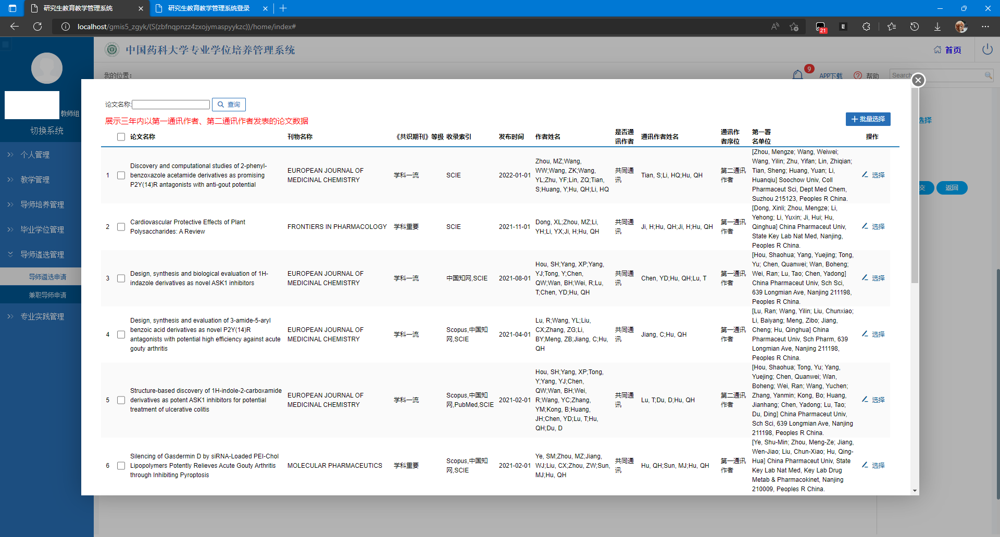 研究生教育教学管理系统
研究生教育教学管理系统登录
localhost/gmis5_zgyk/(S(zbfnqpnzz4zxojymaspyykzc))/home/index#
21
中国药科大学专业学位培养管理系统
首页
我的位置：
9
APP下载
帮助
Search
教师组
切换系统
个人管理
教学管理
导师培养管理
毕业学位管理
导师遴选管理
导师遴选申请
兼职导师申请
专业实践管理
论文名称:
查询
展示三年内以第一通讯作者、第二通讯作者发表的论文数据
批量选择
选择
交
返回
论文名称 刊物名称 《共识期刊》等级 收录索引 发布时间 作者姓名 是否通讯作者 通讯作者姓名 通讯作者序位 第一署名单位 操作
1
Discovery and computational studies of 2-phenyl-
benzoxazole acetamide derivatives as promising
P2Y(14)R antagonists with anti-gout potential
EUROPEAN JOURNAL OF
MEDICINAL CHEMISTRY
学科一流
SCIE
2022-01-01
Zhou, MZ;Wang,
WW;Wang, ZK;Wang,
YL;Zhu, YF;Lin, ZQ;Tian,
S;Huang, Y;Hu, QH;Li, HQ
共同通
讯
Tian, S;Li, HQ;Hu, QH
第二通讯
作者
[Zhou, Mengze; Wang, Weiwei;
Wang, Yilin; Zhu, Yifan; Lin, Zhiqian;
Tian, Sheng; Huang, Yuan; Li,
Huanqiu] Soochow Univ, Coll
Pharmaceut Sci, Dept Med Chem,
Suzhou 215123, Peoples R China.
选择
2
Cardiovascular Protective Effects of Plant
Polysaccharides: A Review
FRONTIERS IN PHARMACOLOGY
学科重要
SCIE
2021-11-01
Dong, XL;Zhou, MZ;Li,
YH;Li, YX;Ji, H;Hu, QH
共同通
讯
Ji, H;Hu, QH;Ji, H;Hu, QH
第一通讯
作者
[Dong, Xinli; Zhou, Mengze; Li,
Yehong; Li, Yuxin; Ji, Hui; Hu,
Qinghua] China Pharmaceut Univ,
State Key Lab Nat Med, Nanjing,
Peoples R China.
选择
3
Design, synthesis and biological evaluation of 1H-
indazole derivatives as novel ASK1 inhibitors
EUROPEAN JOURNAL OF
MEDICINAL CHEMISTRY
学科一流
中国知网,SCIE
2021-08-01
Hou, SH;Yang, XP;Yang,
YJ;Tong, Y;Chen,
QW;Wan, BH;Wei, R;Lu,
T;Chen, YD;Hu, QH
共同通
讯
Chen, YD;Hu, QH;Lu, T
第一通讯
作者
[Hou, Shaohua; Yang, Yuejing; Tong,
Yu; Chen, Quanwei; Wan, Boheng;
Wei, Ran; Lu, Tao; Chen, Yadong]
China Pharmaceut Univ, Sch Sci,
639 Longmian Ave, Nanjing 211198,
Peoples R China.
选择
4
Design, synthesis and evaluation of 3-amide-5-aryl
benzoic acid derivatives as novel P2Y(14)R
antagonists with potential high efficiency against acute
gouty arthritis
EUROPEAN JOURNAL OF
MEDICINAL CHEMISTRY
学科一流
Scopus,中国知
网,SCIE
2021-04-01
Lu, R;Wang, YL;Liu,
CX;Zhang, ZG;Li,
BY;Meng, ZB;Jiang, C;Hu,
QH
共同通
讯
Jiang, C;Hu, QH
第一通讯
作者
[Lu, Ran; Wang, Yilin; Liu, Chunxiao;
Li, Baiyang; Meng, Zibo; Jiang,
Cheng; Hu, Qinghua] China
Pharmaceut Univ, Sch Pharm, 639
Longmian Ave, Nanjing 211198,
Peoples R China.
选择
5
Structure-based discovery of 1H-indole-2-carboxamide
derivatives as potent ASK1 inhibitors for potential
treatment of ulcerative colitis
EUROPEAN JOURNAL OF
MEDICINAL CHEMISTRY
学科一流
Scopus,中国知
网,PubMed,SCIE
2021-02-01
Hou, SH;Yang, XP;Tong,
Y;Yang, YJ;Chen,
QW;Wan, BH;Wei,
R;Wang, YC;Zhang,
YM;Kong, B;Huang,
JH;Chen, YD;Lu, T;Hu,
QH;Du, D
共同通
讯
Lu, T;Du, D;Hu, QH
第二通讯
作者
[Hou, Shaohua; Tong, Yu; Yang,
Yuejing; Chen, Quanwei; Wan,
Boheng; Wei, Ran; Wang, Yuchen;
Zhang, Yanmin; Kong, Bo; Huang,
Jianhang; Chen, Yadong; Lu, Tao;
Du, Ding] China Pharmaceut Univ,
Sch Sci, 639 Longmian Ave, Nanjing
211198, Peoples R China.
选择
6
Silencing of Gasdermin D by siRNA-Loaded PEI-Chol
Lipopolymers Potently Relieves Acute Gouty Arthritis
through Inhibiting Pyroptosis
MOLECULAR PHARMACEUTICS
学科重要
Scopus,中国知
网,SCIE
2021-02-01
Ye, SM;Zhou, MZ;Jiang,
WJ;Liu, CX;Zhou, ZW;Sun,
MJ;Hu, QH
共同通
讯
Hu, QH;Sun, MJ;Hu, QH
第一通讯
作者
[Ye, Shu-Min; Zhou, Meng-Ze; Jiang,
Wen-Jiao; Liu, Chun-Xiao; Hu, Qing-
Hua] China Pharmaceut Univ, State
Key Lab Nat Med, Key Lab Drug
Metab & Pharmacokinet, Nanjing
210009, Peoples R China.
选择